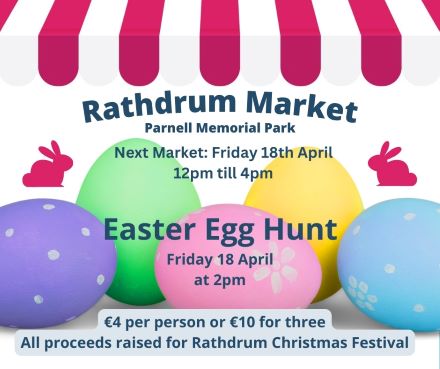 Rathdrum Market
Parnell Memorial Park
Next Market: Friday 18th April
12pm till 4pm
Easter Egg Hunt
Friday 18 April
at 2pm
€4 per person or €10 for three
All proceeds raised for Rathdrum Christmas Festival